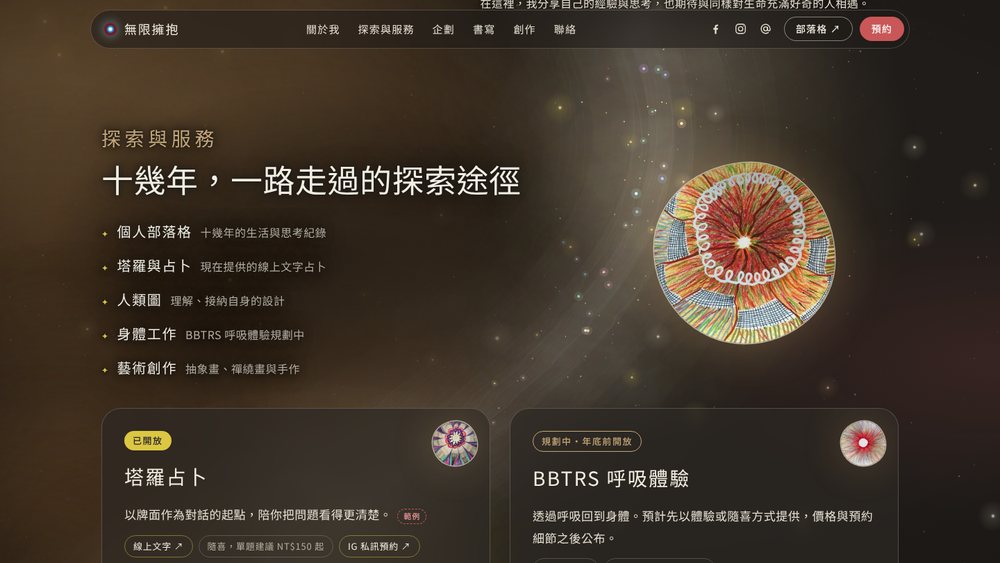 在這裡，我分享自己的經驗與思考，也期待與同樣對生命充滿好奇的人相遇。
無限擁抱 關於我 探索與服務 企劃 書寫 創作 聯絡 部落格 ↗ 預約
探索與服務
十幾年，一路走過的探索途徑
個人部落格 十幾年的生活與思考紀錄
塔羅與占卜 現在提供的線上文字占卜
人類圖 理解、接納自身的設計
身體工作 BBTRS 呼吸體驗規劃中
藝術創作 抽象畫、禪繞畫與手作
已開放
塔羅占卜
以牌面作為對話的起點，陪你把問題看得更清楚。 範例
線上文字 ↗ 隨喜，單題建議 NT$150 起 IG 私訊預約 ↗
規劃中・年底前開放
BBTRS 呼吸體驗
透過呼吸回到身體。預計先以體驗或隨喜方式提供，價格與預約
細節之後公布。